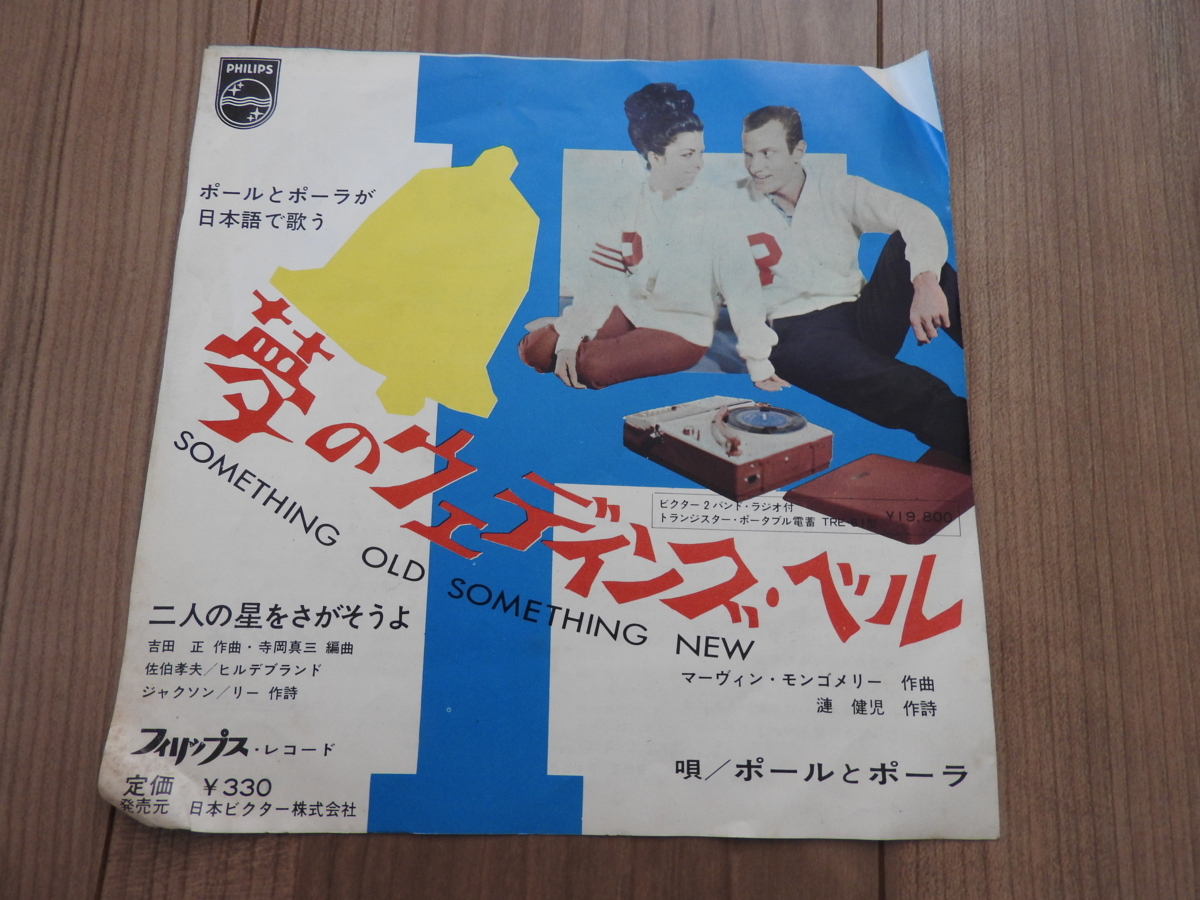 PHILIPS
ポールとポーラが
日本語で歌う
夢のウェディング・ベル
SOMETHING OLD SOMETHING NEW
ビクター2バンド・ラジオ付
トランジスター・ポータブル電蓄 TRE- ¥19,800
二人の星をさがそうよ
吉田 正 作曲・寺岡真三 編曲
佐伯孝夫/ヒルデブランド
ジャクソン/リー 作詩
マーヴィン・モンゴメリー 作曲
漣 健児 作詩
フィリップス・レコード
定価 ¥330
発売元 日本ビクター株式会社
唄/ポールとポーラ